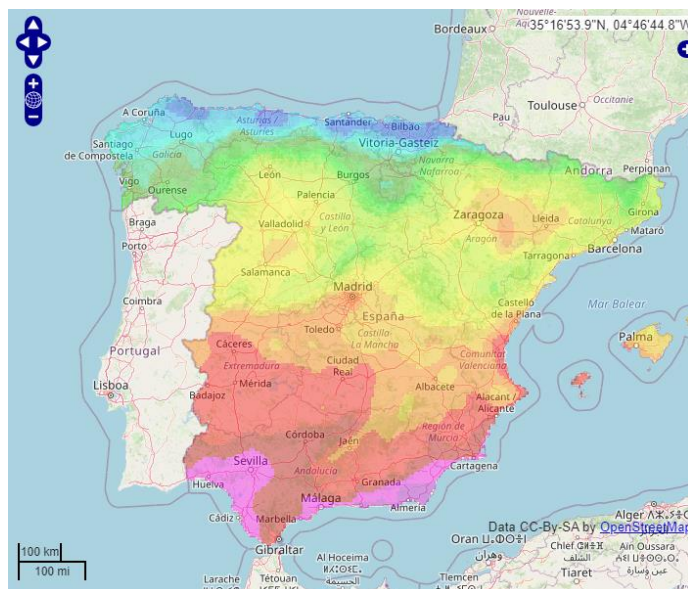 Bordeaux
35°16'53.9"N, 04°46'44.8"W
Nouvelle-
Aquitaine
Toulouse
Occitanie
Pau
A Coruña
Asturias /
Asturies
Santander
Bilbao
Lugo
Vitoria-Gasteiz
Santiago
de Compostela
Galicia
León
Burgos
Navarra
Nafarroa
Andorra
Perpignan
Vigo
Ourense
Palencia
Girona
Braga
Valladolid
Castilla
y León
Zaragoza
Lleida
Catalunya
Mataró
Porto
Aragón
Barcelona
Salamanca
Tarragona
Coimbra
Madrid
España
Castelló
de la Plana
Mar Balear
Toledo
Castilla-
La Mancha
Palma
Portugal
Cáceres
Extremadura
Comunitat
Valenciana
Ciudad
Real
Lisboa
Mérida
Badajoz
Albacete
Alacant /
Alicante
Córdoba
Jaén
Región de
Murcia
Sevilla
Cartagena
Huelva
Andalucía
Granada
Málaga
Almería
Cádiz
Marbella
Data CC-By-SA by OpenStreetMap
Gibraltar
100 km
100 mi
Al Hoceima
Oran
Chlef
Aïn Oussara
Larache
Tétouan
Tlemcen
Tiaret
Alger